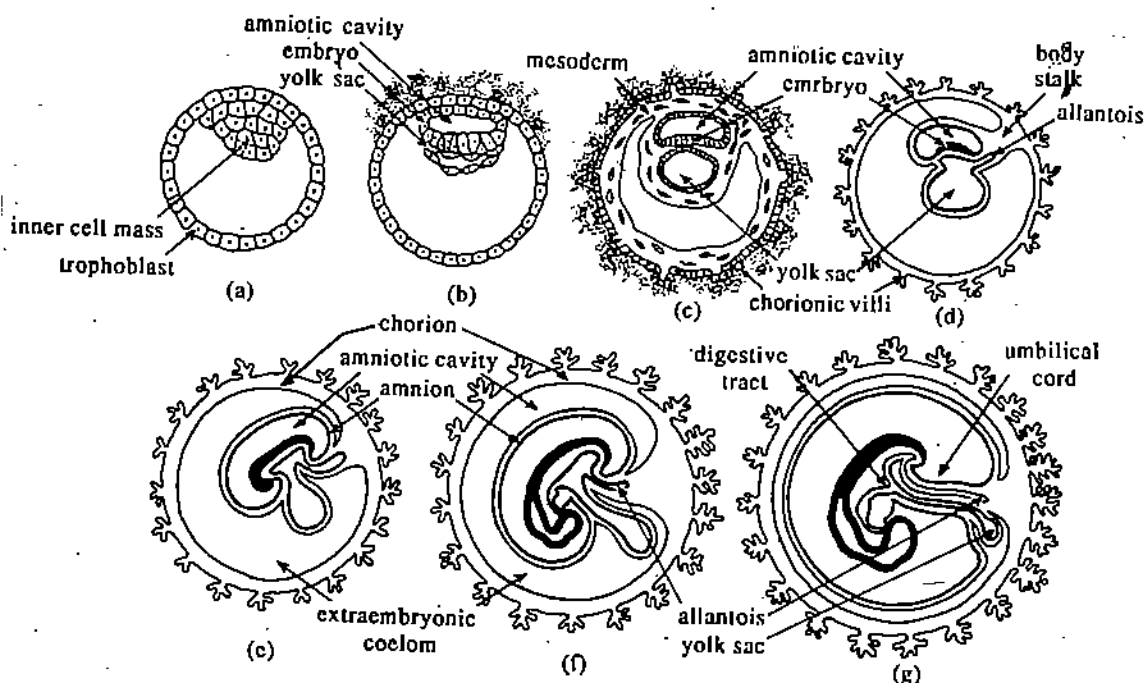 amniotic cavity
embryo
yolk sac
inner cell mass
trophoblast
(a)
(b)
mesoderm
amniotic cavity
emrbryo
body
stalk
allantois
yolk sac
chorionic villi
(c)
(d)
chorion
amniotic cavity
amnion
digestive
tract
umbilical
cord
extraembryonic
coelom
allantois
yolk sac
(e)
(f)
(g)